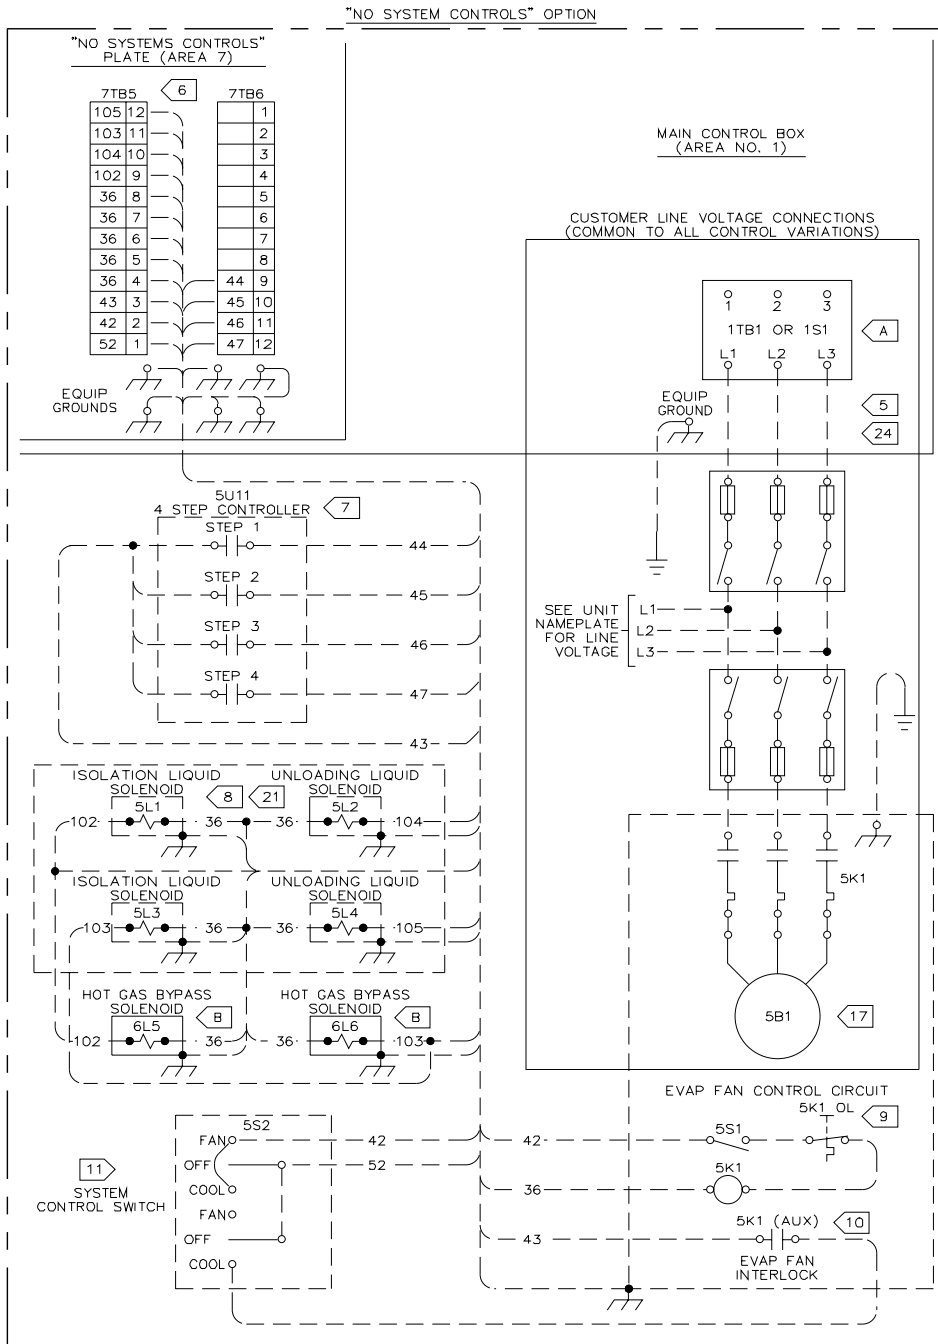 "NO SYSTEM CONTROLS" OPTION
"NO SYSTEMS CONTROLS"
PLATE (AREA 7)
7TB5
6
7TB6
105 12
103 11
104 10
102 9
36 8
36 7
36 6
36 5
36 4
43 3
42 2
52 1
1
2
3
4
5
6
7
8
44 9
45 10
46 11
47 12
EQUIP
GROUNDS
MAIN CONTROL BOX
(AREA NO. 1)
CUSTOMER LINE VOLTAGE CONNECTIONS
(COMMON TO ALL CONTROL VARIATIONS)
1 2 3
1TB1 OR 1S1
A
L1 L2 L3
EQUIP
GROUND
5
24
5U11
4 STEP CONTROLLER
7
STEP 1
44
STEP 2
45
STEP 3
46
STEP 4
47
43
SEE UNIT
NAMEPLATE
FOR LINE
VOLTAGE
L1
L2
L3
ISOLATION LIQUID
SOLENOID
5L1
8
21
UNLOADING LIQUID
SOLENOID
5L2
102 36 36 104
ISOLATION LIQUID
SOLENOID
5L3
UNLOADING LIQUID
SOLENOID
5L4
103 36 36 105
HOT GAS BYPASS
SOLENOID
6L5
B
HOT GAS BYPASS
SOLENOID
6L6
B
102 36 36 103
5K1
5B1
17
EVAP FAN CONTROL CIRCUIT
5K1 OL
9
5S2
FAN
42
42
5S1
OFF
52
COOL
36
5K1
FAN
OFF
43
5K1 (AUX)
10
COOL
EVAP FAN
INTERLOCK
11
SYSTEM
CONTROL SWITCH